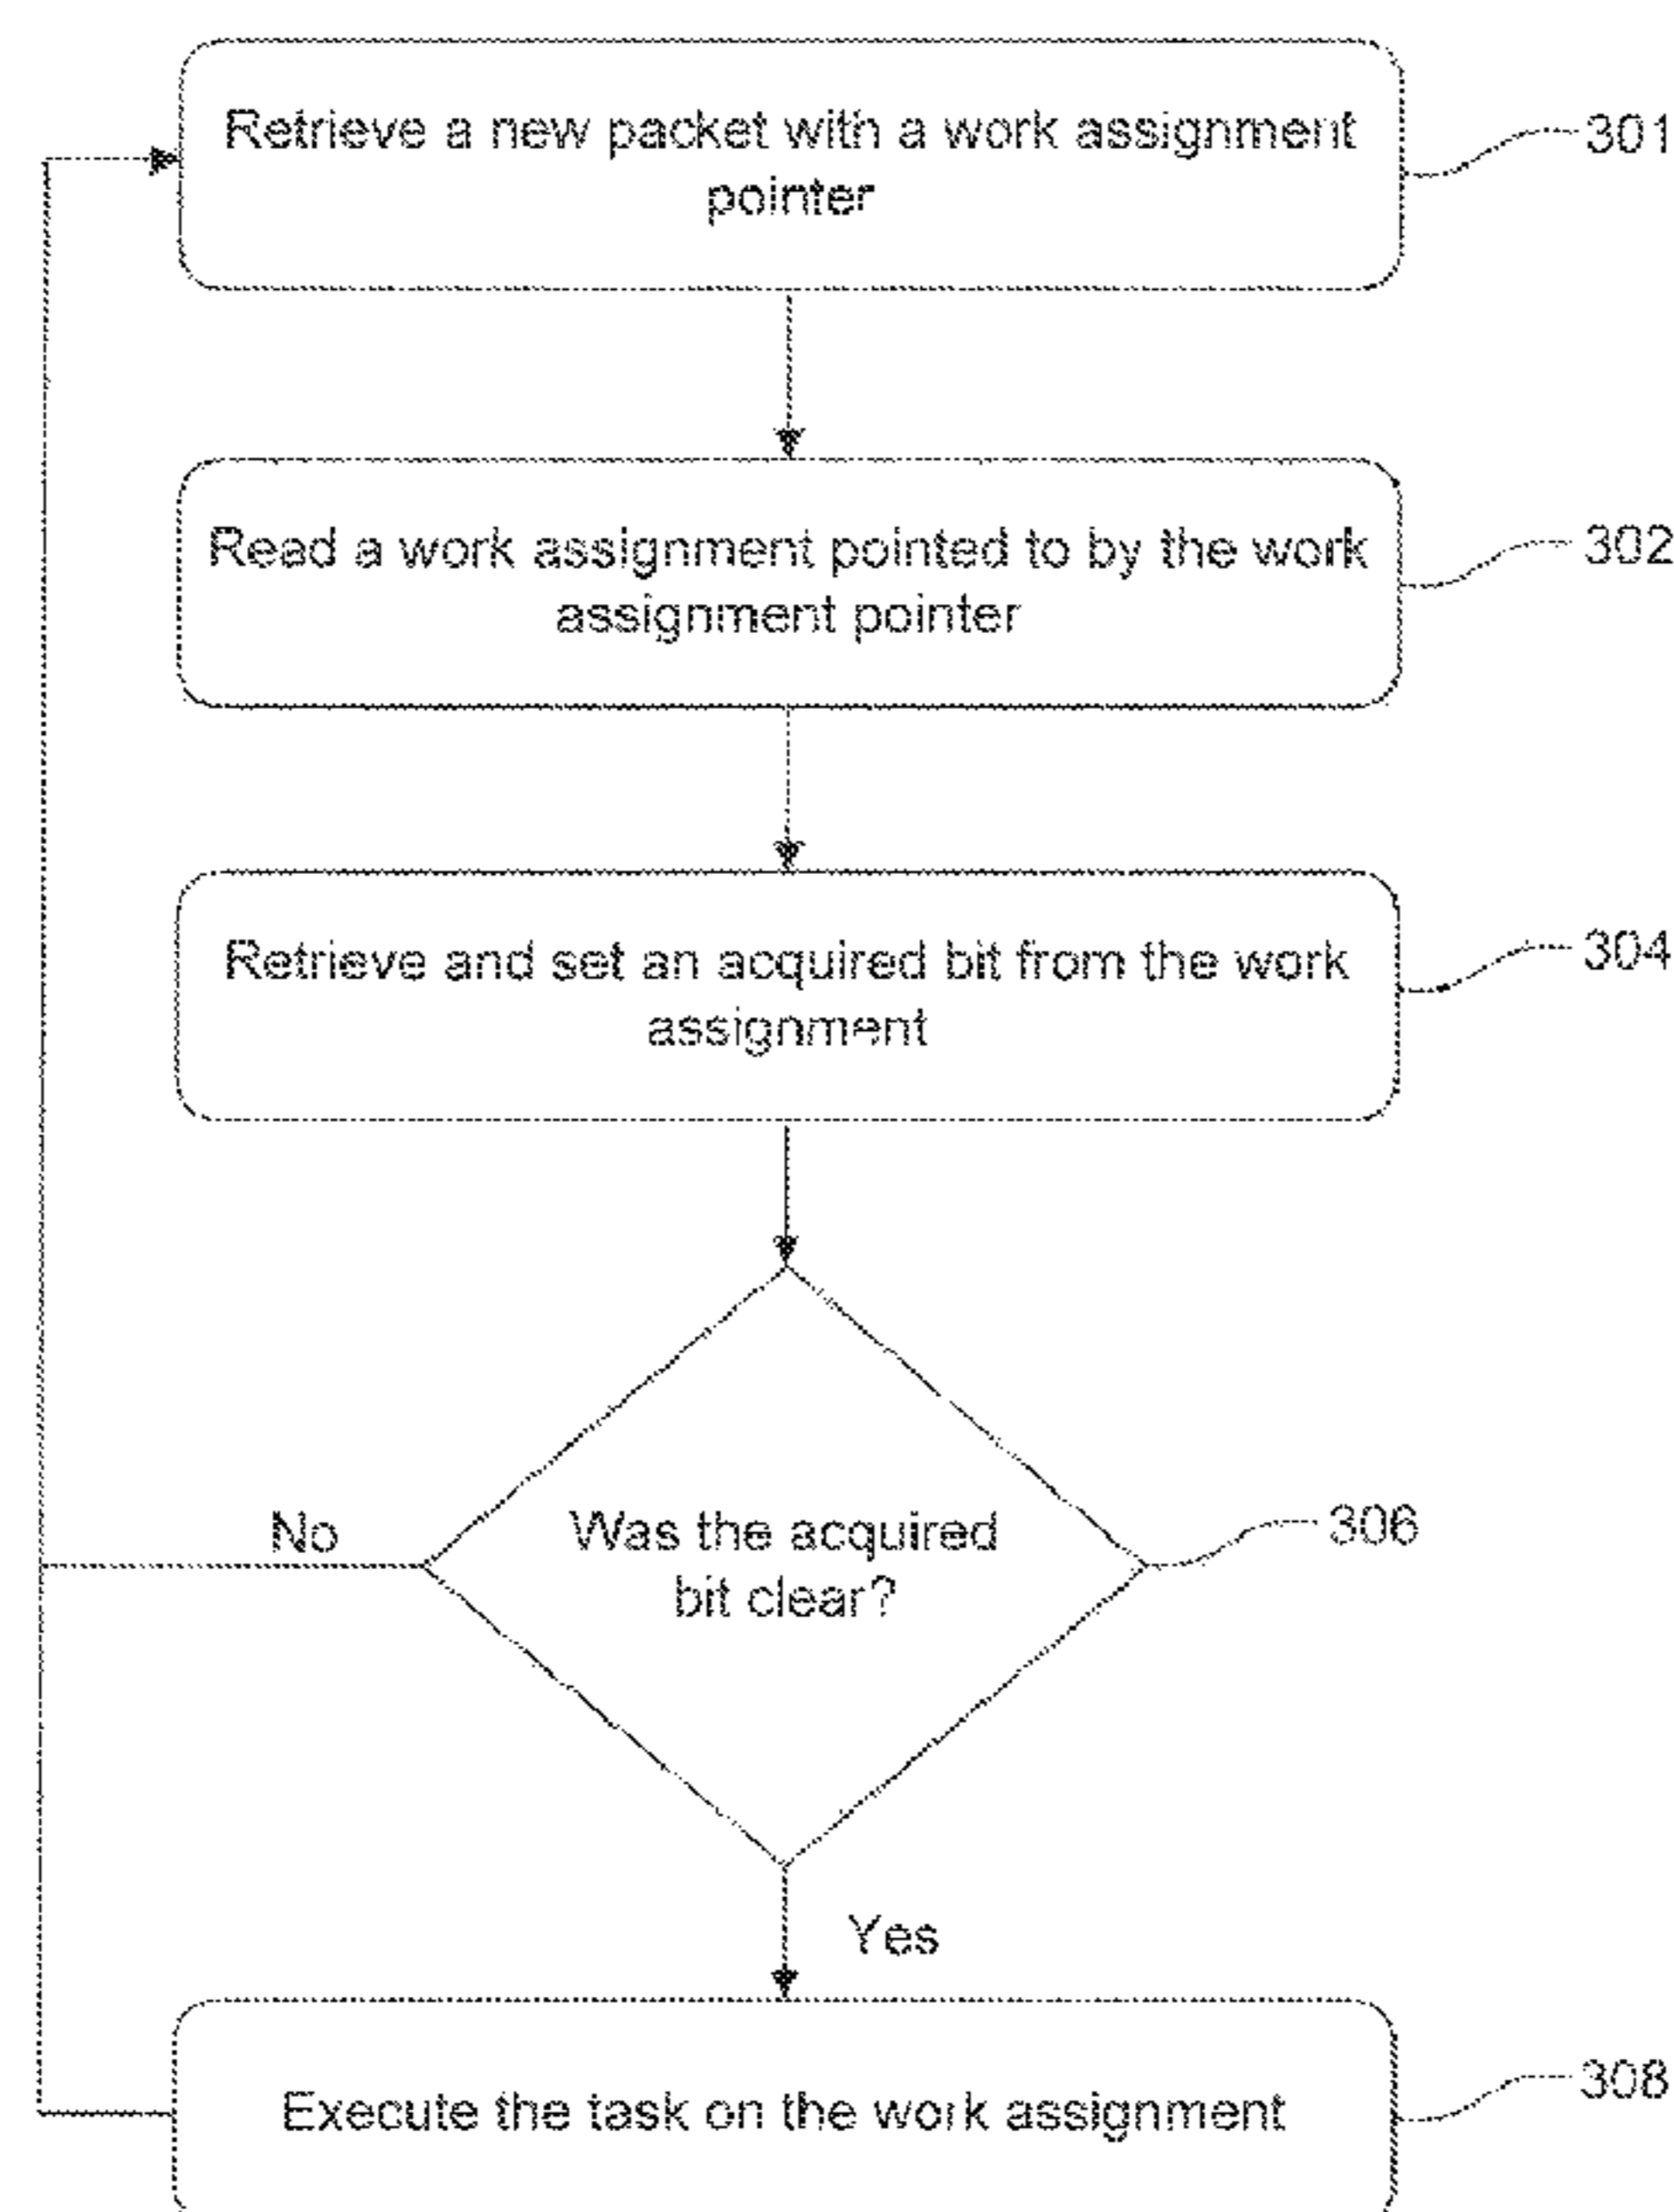 Retrieve a new packet with a work assignment
pointer
301
Read a work assignment pointed to by the work
assignment pointer
302
Retrieve and set an acquired bit from the work
assignment
304
No
Was the acquired
bit clear?
306
Yes
Execute the task on the work assignment
308